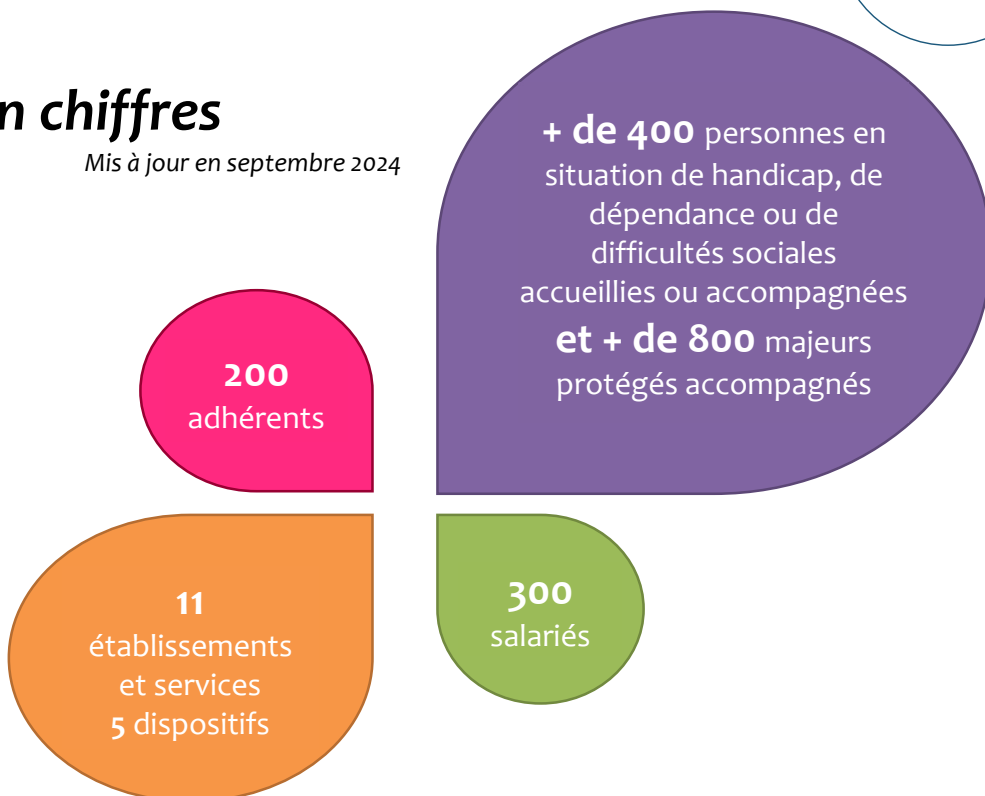 n chiffres
Mis à jour en septembre 2024
+ de 400 personnes en
situation de handicap, de
dépendance ou de
difficultés sociales
accueillies ou accompagnées
et + de 800 majeurs
protégés accompagnés
200
adhérents
11
établissements
et services
5 dispositifs
300
salariés